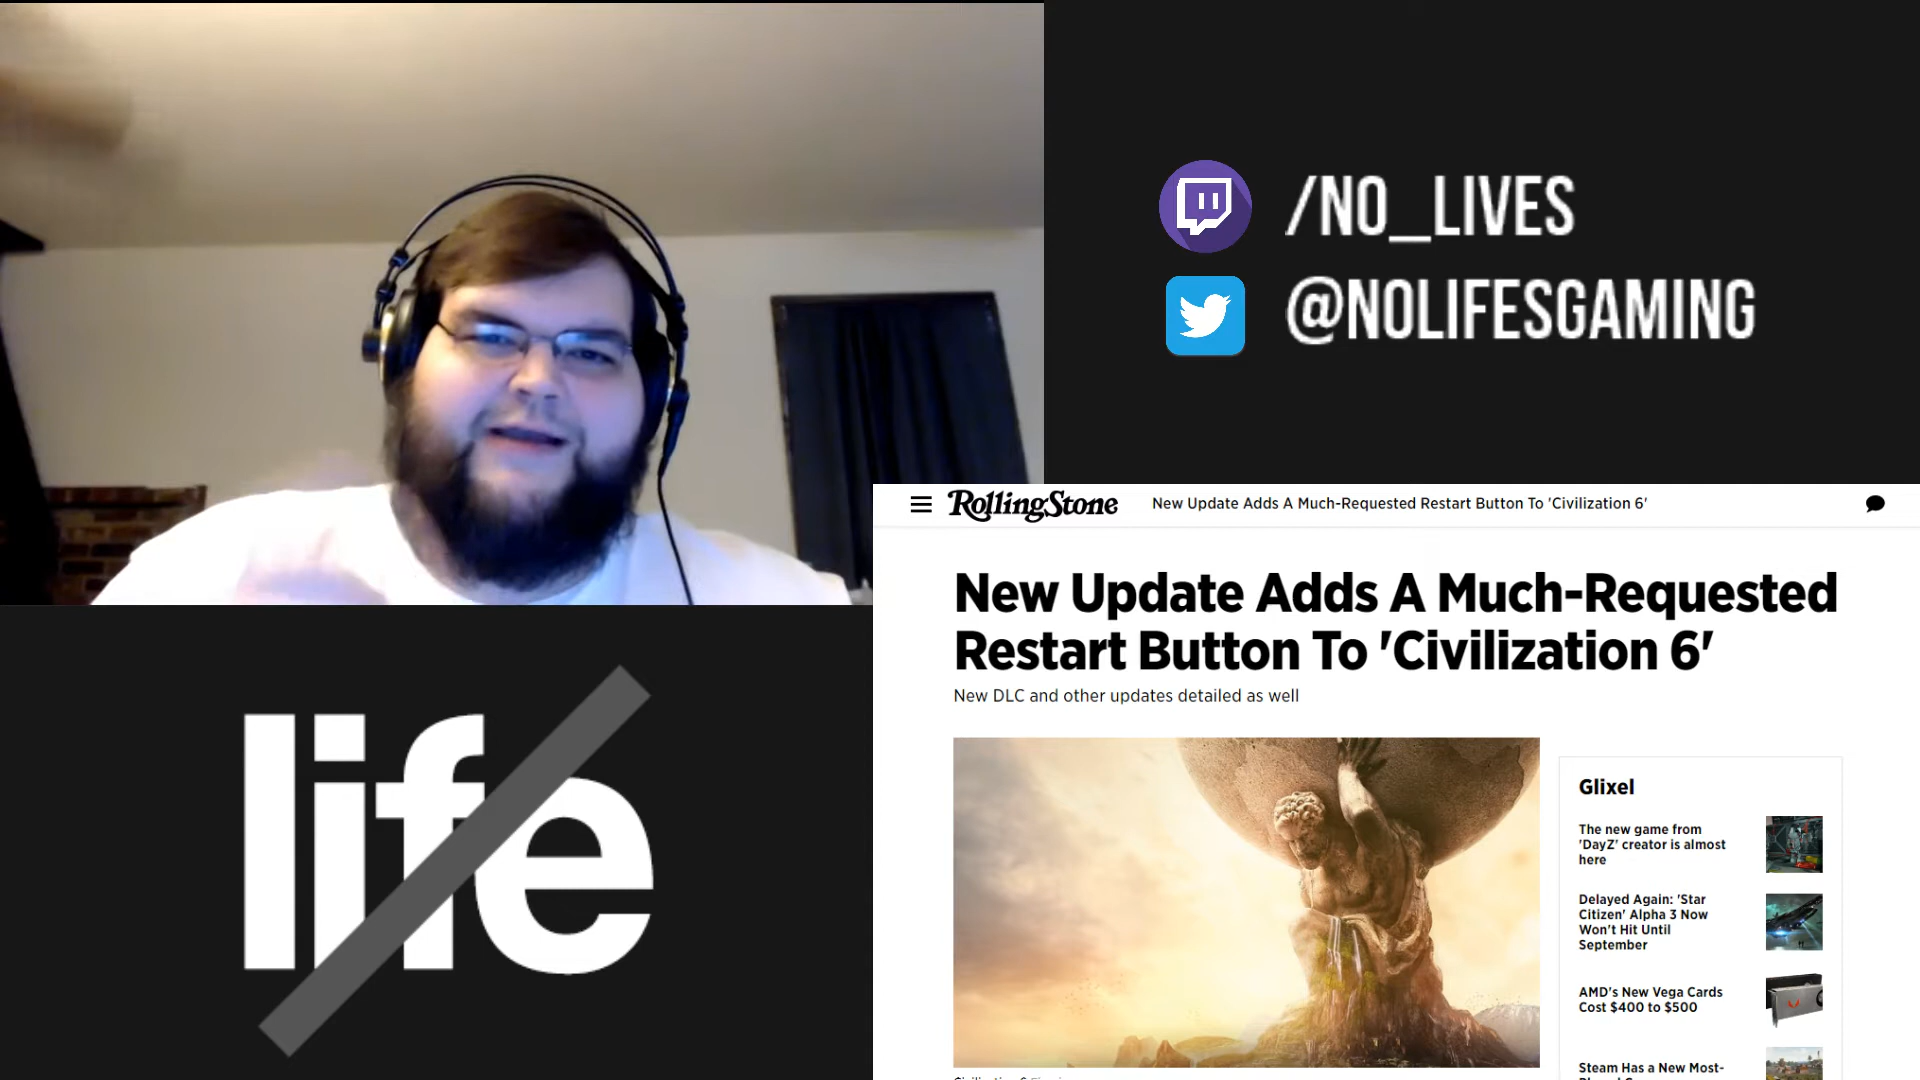 /NO_LIVES
@NOLIFESGAMING
RollingStone
New Update Adds A Much-Requested Restart Button To 'Civilization 6'
New Update Adds A Much-Requested
Restart Button To 'Civilization 6'
New DLC and other updates detailed as well
Glixel
The new game from
'DayZ' creator is almost
here
Delayed Again: 'Star
Citizen' Alpha 3 Now
Won't Hit Until
September
AMD's New Vega Cards
Cost $400 to $500
Steam Has a New Most-
life